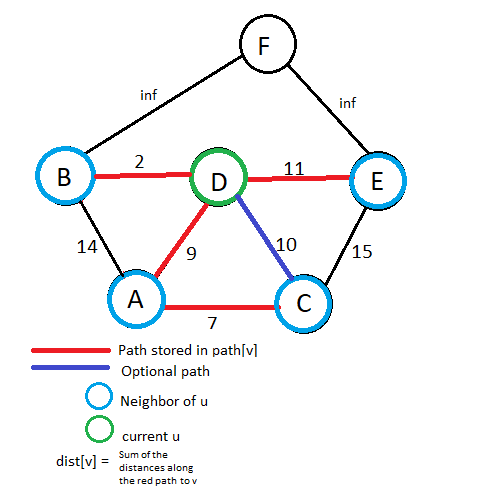 F
inf
inf
B
2
D
11
E
14
9
10
15
A
C
7
Path stored in path[v]
Optional path
Neighbor of u
current u
dist[v] =
Sum of the
distances along
the red path to v